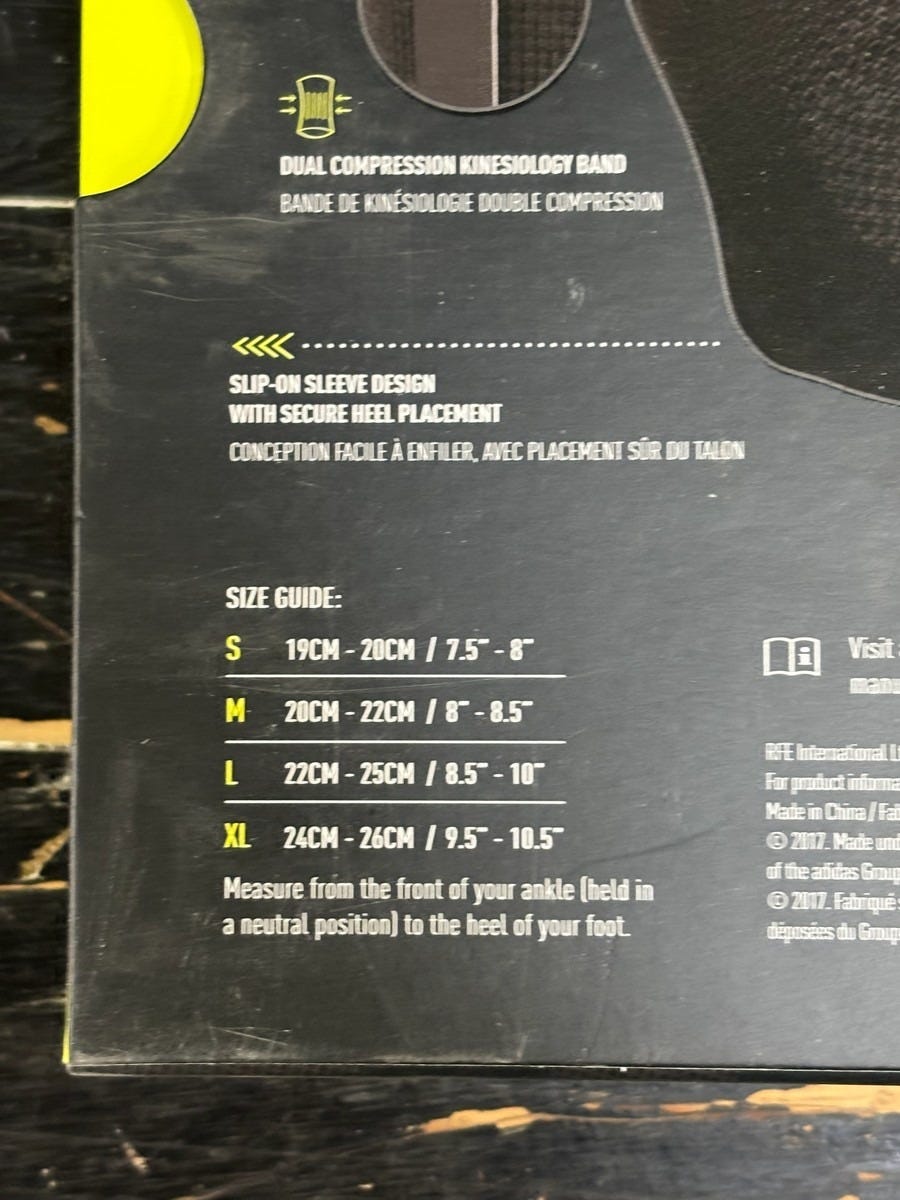 DUAL COMPRESSION KINESIOLOGY BAND
BANDE DE KINÉSIOLOGIE DOUBLE COMPRESSION
SLIP-ON SLEEVE DESIGN
WITH SECURE HEEL PLACEMENT
CONCEPTION FACILE À ENFILER, AVEC PLACEMENT SÛR DU TALON
SIZE GUIDE:
S 19CM - 20CM / 7.5" - 8"
M 20CM - 22CM / 8" - 8.5"
L 22CM - 25CM / 8.5" - 10"
XL 24CM - 26CM / 9.5" - 10.5"
Measure from the front of your ankle (held in
a neutral position) to the heel of your foot.
Visit
RFE International
For product
Made in China /
© 2017. Made
of the adidas
© 2017. Fabriqué
déposées du